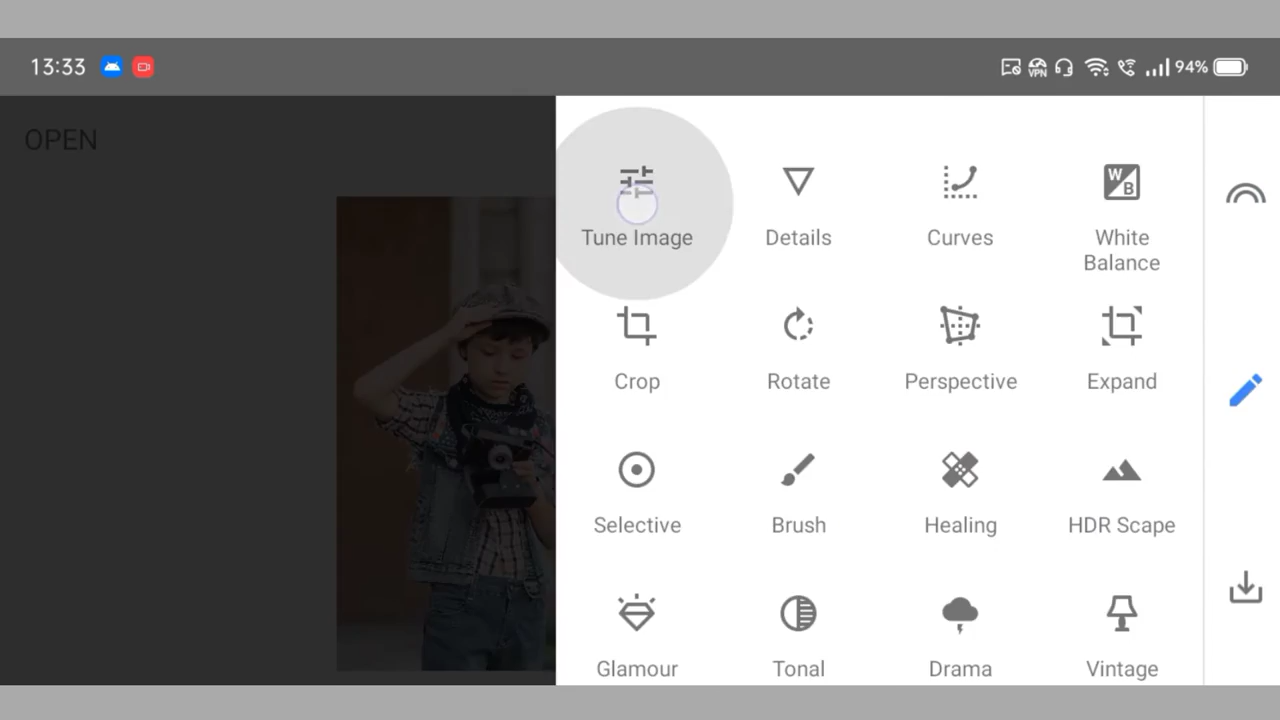 13:33
VPN
94%
OPEN
Tune Image
Details
Curves
W
B
White
Balance
Crop
Rotate
Perspective
Expand
Selective
Brush
Healing
HDR Scape
Glamour
Tonal
Drama
Vintage